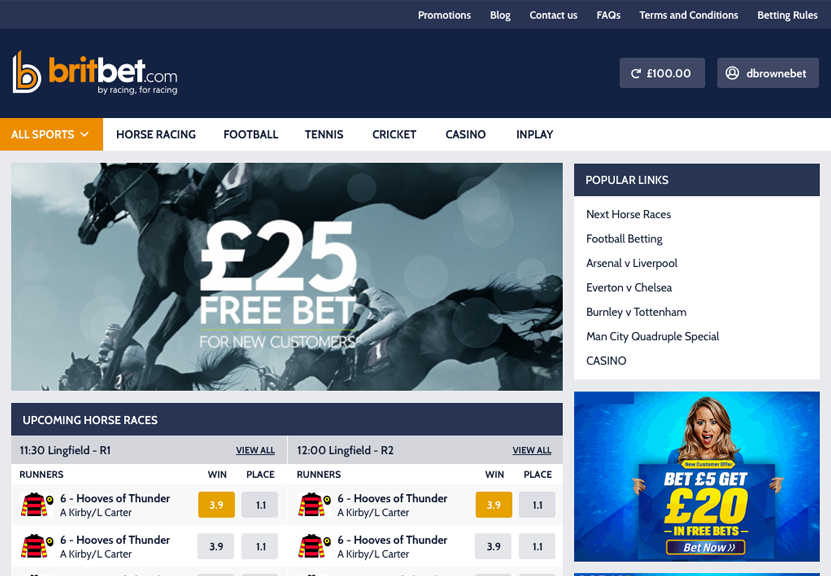 Promotions Blog Contact us FAQs Terms and Conditions Betting Rules
britbet.com
by racing, for racing
£100.00 dbrownebet
ALL SPORTS HORSE RACING FOOTBALL TENNIS CRICKET CASINO INPLAY
£25
FREE BET
FOR NEW CUSTOMERS
POPULAR LINKS
Next Horse Races
Football Betting
Arsenal v Liverpool
Everton v Chelsea
Burnley v Tottenham
Man City Quadruple Special
CASINO
New Customer Offer
BET £5 GET
£20
IN FREE BETS
Bet Now »
UPCOMING HORSE RACES
11:30 Lingfield - R1 VIEW ALL
RUNNERS WIN PLACE
6 - Hooves of Thunder 3.9 1.1
A Kirby/L Carter
6 - Hooves of Thunder 3.9 1.1
A Kirby/L Carter
12:00 Lingfield - R2 VIEW ALL
RUNNERS WIN PLACE
6 - Hooves of Thunder 3.9 1.1
A Kirby/L Carter
6 - Hooves of Thunder 3.9 1.1
A Kirby/L Carter